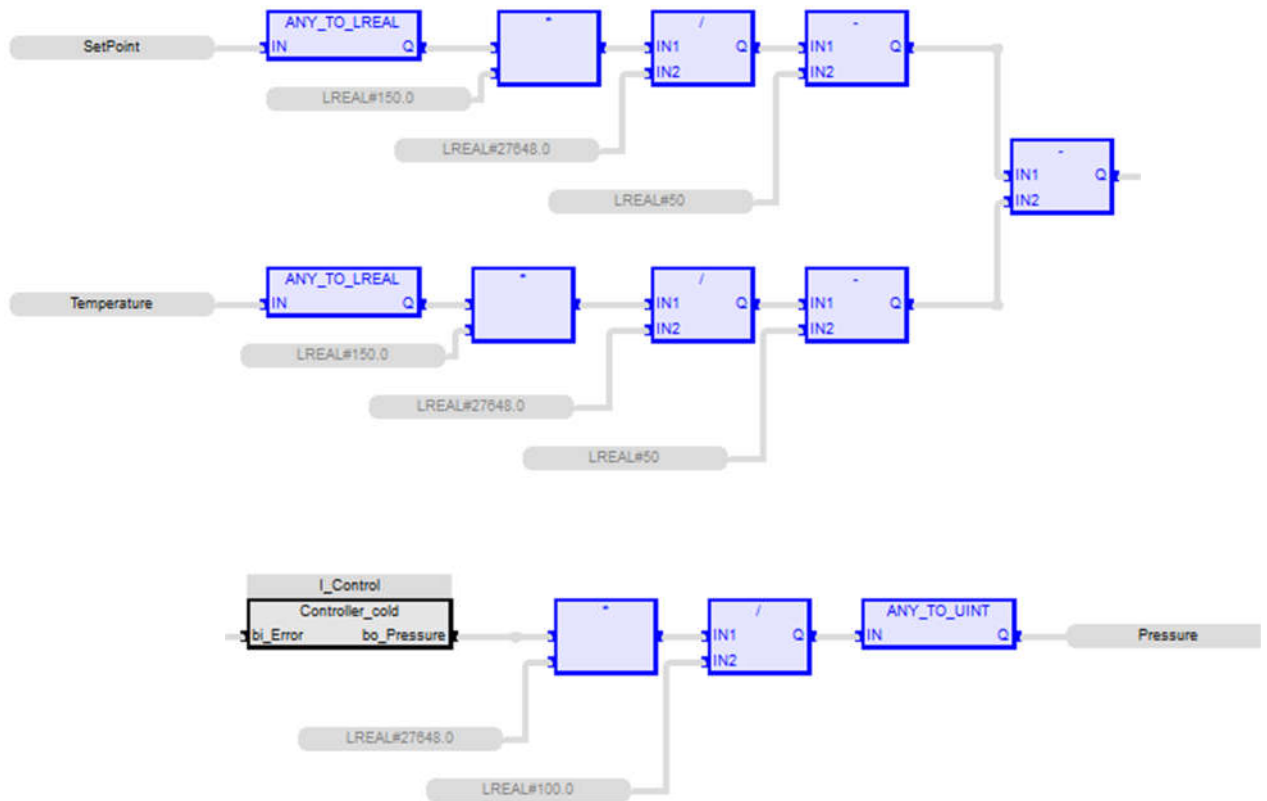 ANY_TO_LREAL * / -
SetPoint IN Q IN1 Q IN1 Q
IN2 IN2
LREAL#150.0
LREAL#27648.0
-
IN1 Q
LREAL#50
IN2
ANY_TO_LREAL * / -
Temperature IN Q IN1 Q IN1 Q
IN2 IN2
LREAL#150.0
LREAL#27648.0
LREAL#50
I_Control
Controller_cold * / ANY_TO_UINT
bi_Error bo_Pressure IN1 Q IN Q Pressure
IN2
LREAL#27648.0
LREAL#100.0